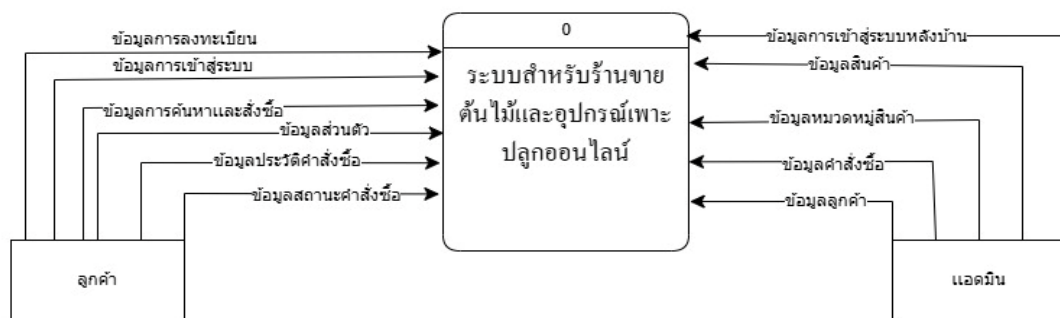 0
ระบบสำหรับร้านขาย
ต้นไม้และอุปกรณ์เพาะ
ปลูกออนไลน์
ข้อมูลการลงทะเบียน
ข้อมูลการเข้าสู่ระบบ
ข้อมูลการค้นหาและสั่งซื้อ
ข้อมูลส่วนตัว
ข้อมูลประวัติคำสั่งซื้อ
ข้อมูลสถานะคำสั่งซื้อ
ลูกค้า
ข้อมูลการเข้าสู่ระบบหลังบ้าน
ข้อมูลสินค้า
ข้อมูลหมวดหมู่สินค้า
ข้อมูลคำสั่งซื้อ
ข้อมูลลูกค้า
แอดมิน